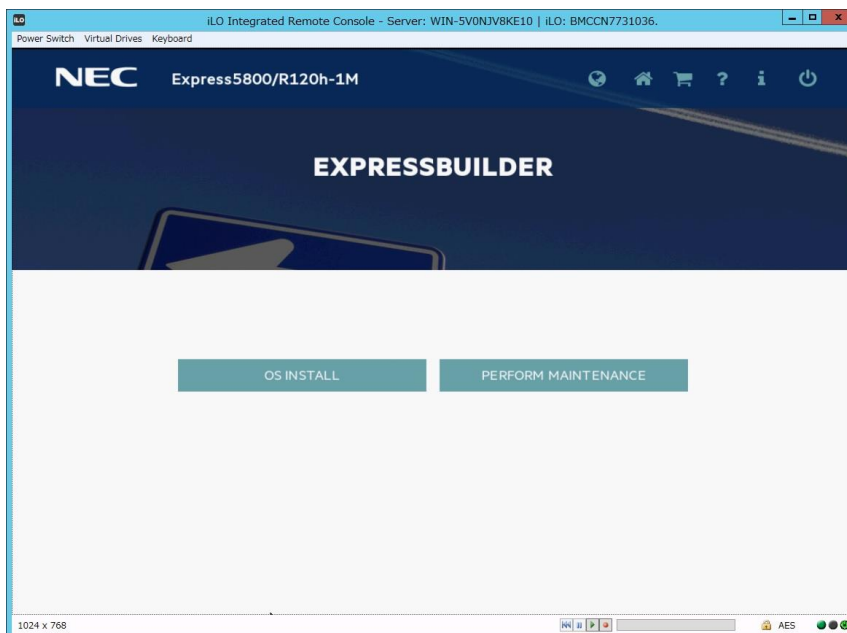 iLO Integrated Remote Console - Server: WIN-5V0NJV8KE10 | iLO: BMCCN7731036.
Power Switch Virtual Drives Keyboard
NEC Express5800/R120h-1M ? i
EXPRESSBUILDER
OS INSTALL PERFORM MAINTENANCE
1024 x 768 AES